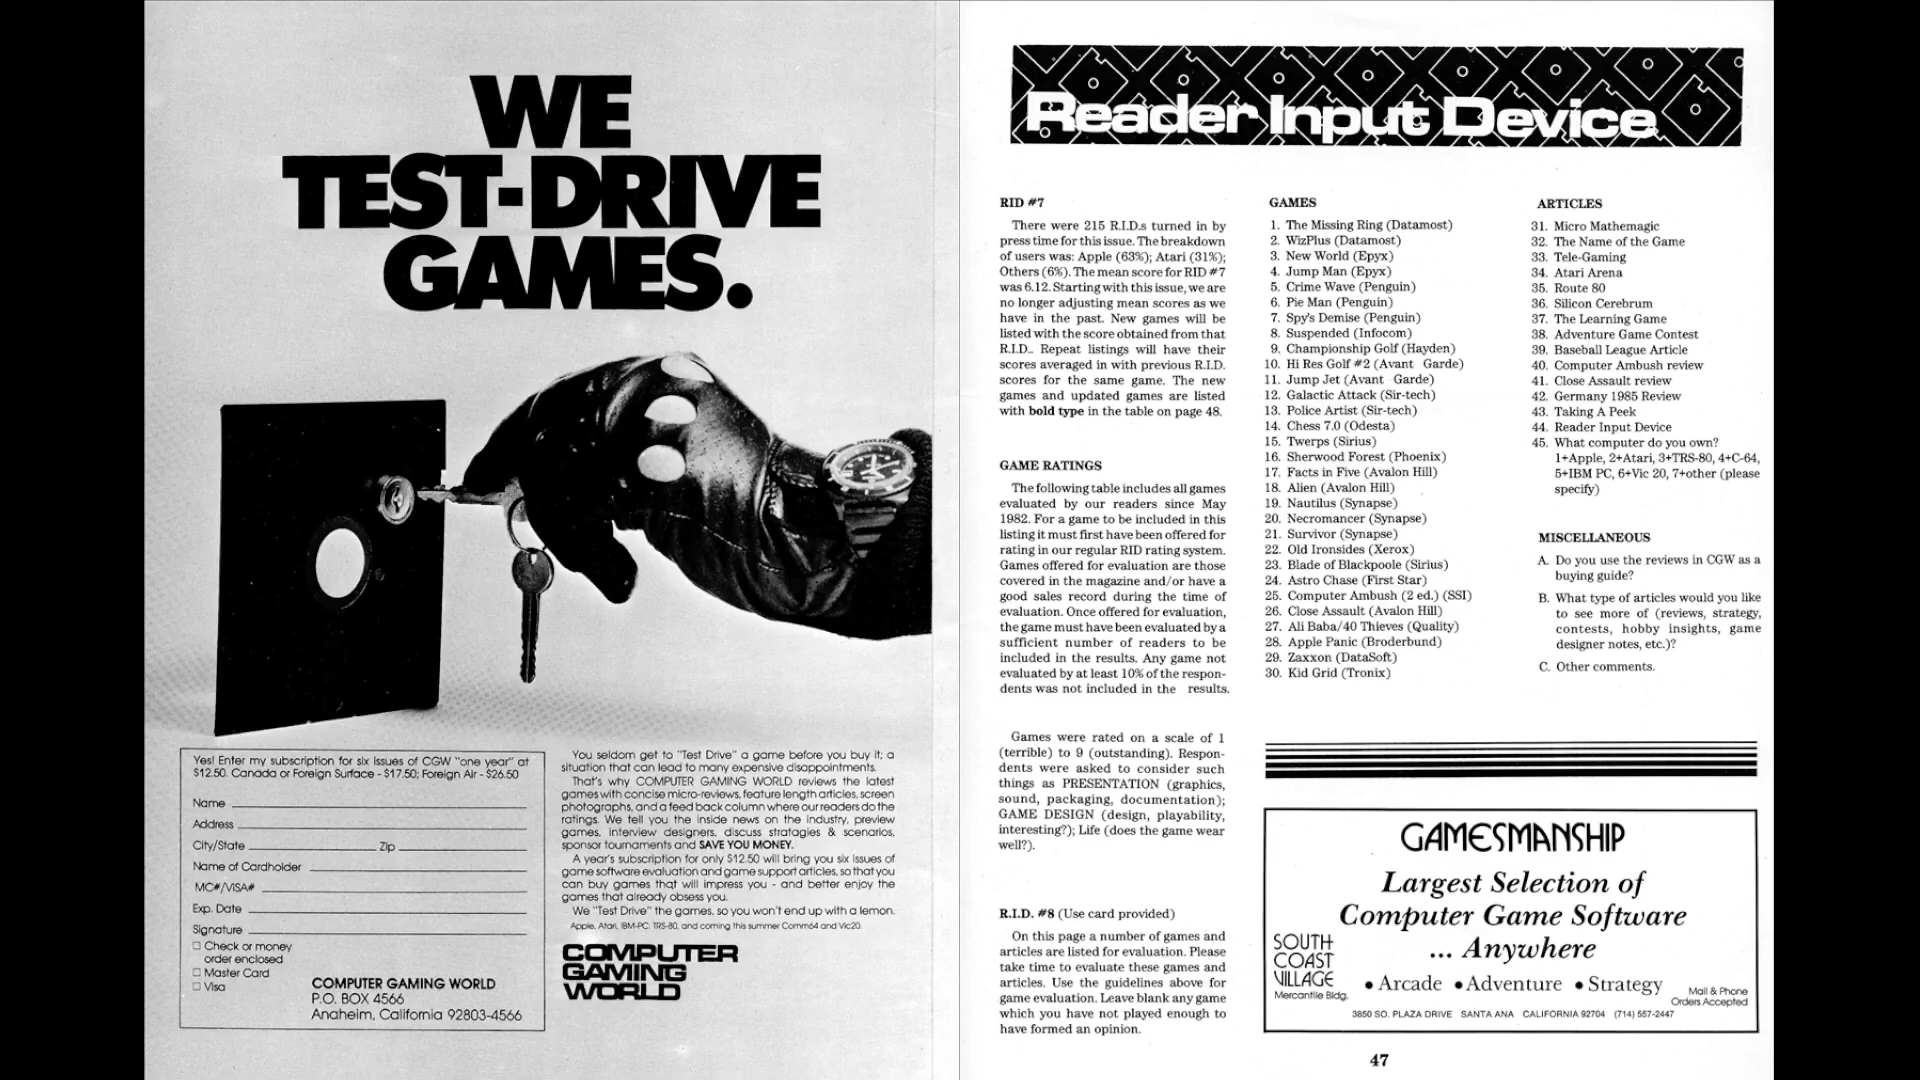 WE
TEST-DRIVE
GAMES.
Yes! Enter my subscription for six issues of CGW "one year" at
$12.50. Canada or Foreign Surface - $17.50; Foreign Air - $26.50
Name
Address
City/State Zip
Name of Cardholder
MC#/VISA#
Exp. Date
Signature
Check or money
order enclosed
Master Card
Visa
COMPUTER GAMING WORLD
P.O. BOX 4566
Anaheim, California 92803-4566
You seldom get to "Test Drive" a game before you buy it; a
situation that can lead to many expensive disappointments.
That's why COMPUTER GAMING WORLD reviews the latest
games with concise micro-reviews, feature length articles, screen
photographs, and a feed back column where our readers do the
ratings. We tell you the inside news on the industry, preview
games, interview designers, discuss stratagies & scenarios,
sponsor tournaments and SAVE YOU MONEY.
A year's subscription for only $12.50 will bring you six issues of
game software evaluation and game support articles, so that you
can buy games that will impress you - and better enjoy the
games that already obsess you.
We "Test Drive" the games, so you won't end up with a lemon.
Apple, Atari, IBM-PC, TRS-80, and coming this summer Comm64 and Vic20.
COMPUTER
GAMING
WORLD
Reader Input Device
RID #7
There were 215 R.I.D.s turned in by
press time for this issue. The breakdown
of users was: Apple (63%); Atari (31%);
Others (6%). The mean score for RID #7
was 6.12. Starting with this issue, we are
no longer adjusting mean scores as we
have in the past. New games will be
listed with the score obtained from that
R.I.D.. Repeat listings will have their
scores averaged in with previous R.I.D.
scores for the same game. The new
games and updated games are listed
with bold type in the table on page 48.
GAME RATINGS
The following table includes all games
evaluated by our readers since May
1982. For a game to be included in this
listing it must first have been offered for
rating in our regular RID rating system.
Games offered for evaluation are those
covered in the magazine and/or have a
good sales record during the time of
evaluation. Once offered for evaluation,
the game must have been evaluated by a
sufficient number of readers to be
included in the results. Any game not
evaluated by at least 10% of the respon-
dents was not included in the results.
Games were rated on a scale of 1
(terrible) to 9 (outstanding). Respon-
dents were asked to consider such
things as PRESENTATION (graphics,
sound, packaging, documentation);
GAME DESIGN (design, playability,
interesting?); Life (does the game wear
well?).
R.I.D. #8 (Use card provided)
On this page a number of games and
articles are listed for evaluation. Please
take time to evaluate these games and
articles. Use the guidelines above for
game evaluation. Leave blank any game
which you have not played enough to
have formed an opinion.
GAMES
1. The Missing Ring (Datamost)
2. WizPlus (Datamost)
3. New World (Epyx)
4. Jump Man (Epyx)
5. Crime Wave (Penguin)
6. Pie Man (Penguin)
7. Spy's Demise (Penguin)
8. Suspended (Infocom)
9. Championship Golf (Hayden)
10. Hi Res Golf #2 (Avant Garde)
11. Jump Jet (Avant Garde)
12. Galactic Attack (Sir-tech)
13. Police Artist (Sir-tech)
14. Chess 7.0 (Odesta)
15. Twerps (Sirius)
16. Sherwood Forest (Phoenix)
17. Facts in Five (Avalon Hill)
18. Alien (Avalon Hill)
19. Nautilus (Synapse)
20. Necromancer (Synapse)
21. Survivor (Synapse)
22. Old Ironsides (Xerox)
23. Blade of Blackpoole (Sirius)
24. Astro Chase (First Star)
25. Computer Ambush (2 ed.) (SSI)
26. Close Assault (Avalon Hill)
27. Ali Baba/40 Thieves (Quality)
28. Apple Panic (Broderbund)
29. Zaxxon (DataSoft)
30. Kid Grid (Tronix)
ARTICLES
31. Micro Mathemagic
32. The Name of the Game
33. Tele-Gaming
34. Atari Arena
35. Route 80
36. Silicon Cerebrum
37. The Learning Game
38. Adventure Game Contest
39. Baseball League Article
40. Computer Ambush review
41. Close Assault review
42. Germany 1985 Review
43. Taking A Peek
44. Reader Input Device
45. What computer do you own?
1+Apple, 2+Atari, 3+TRS-80, 4+C-64,
5+IBM PC, 6+Vic 20, 7+other (please
specify)
MISCELLANEOUS
A. Do you use the reviews in CGW as a
buying guide?
B. What type of articles would you like
to see more of (reviews, strategy,
contests, hobby insights, game
designer notes, etc.)?
C. Other comments.
GAMESMANSHIP
Largest Selection of
Computer Game Software
... Anywhere
SOUTH
COAST
VILLAGE
Mercantile Bldg.
• Arcade • Adventure • Strategy
Mail & Phone
Orders Accepted
3850 SO. PLAZA DRIVE SANTA ANA CALIFORNIA 92704 (714) 557-2447
47